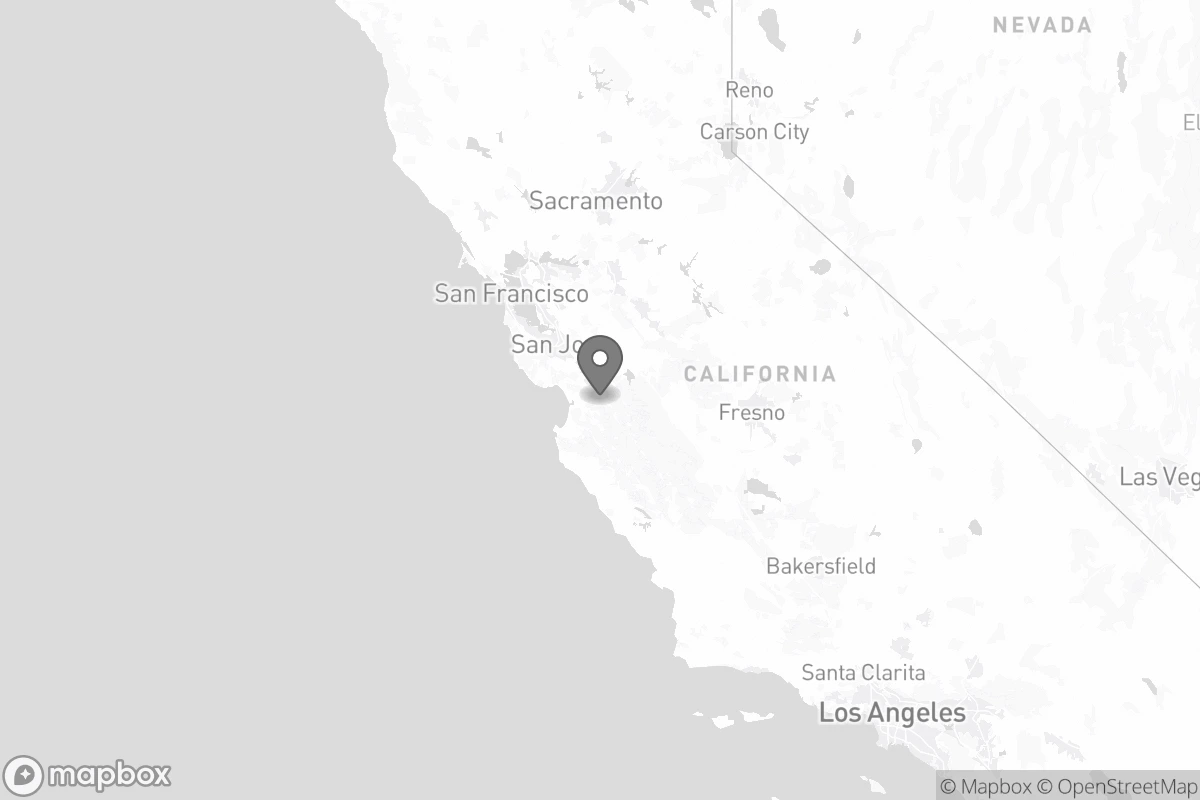 NEVADA
Reno
Carson City
El
Sacramento
San Francisco
San Jo
CALIFORNIA
Fresno
Las Veg
Bakersfield
Santa Clarita
Los Angeles
mapbox
© Mapbox © OpenStreetMap